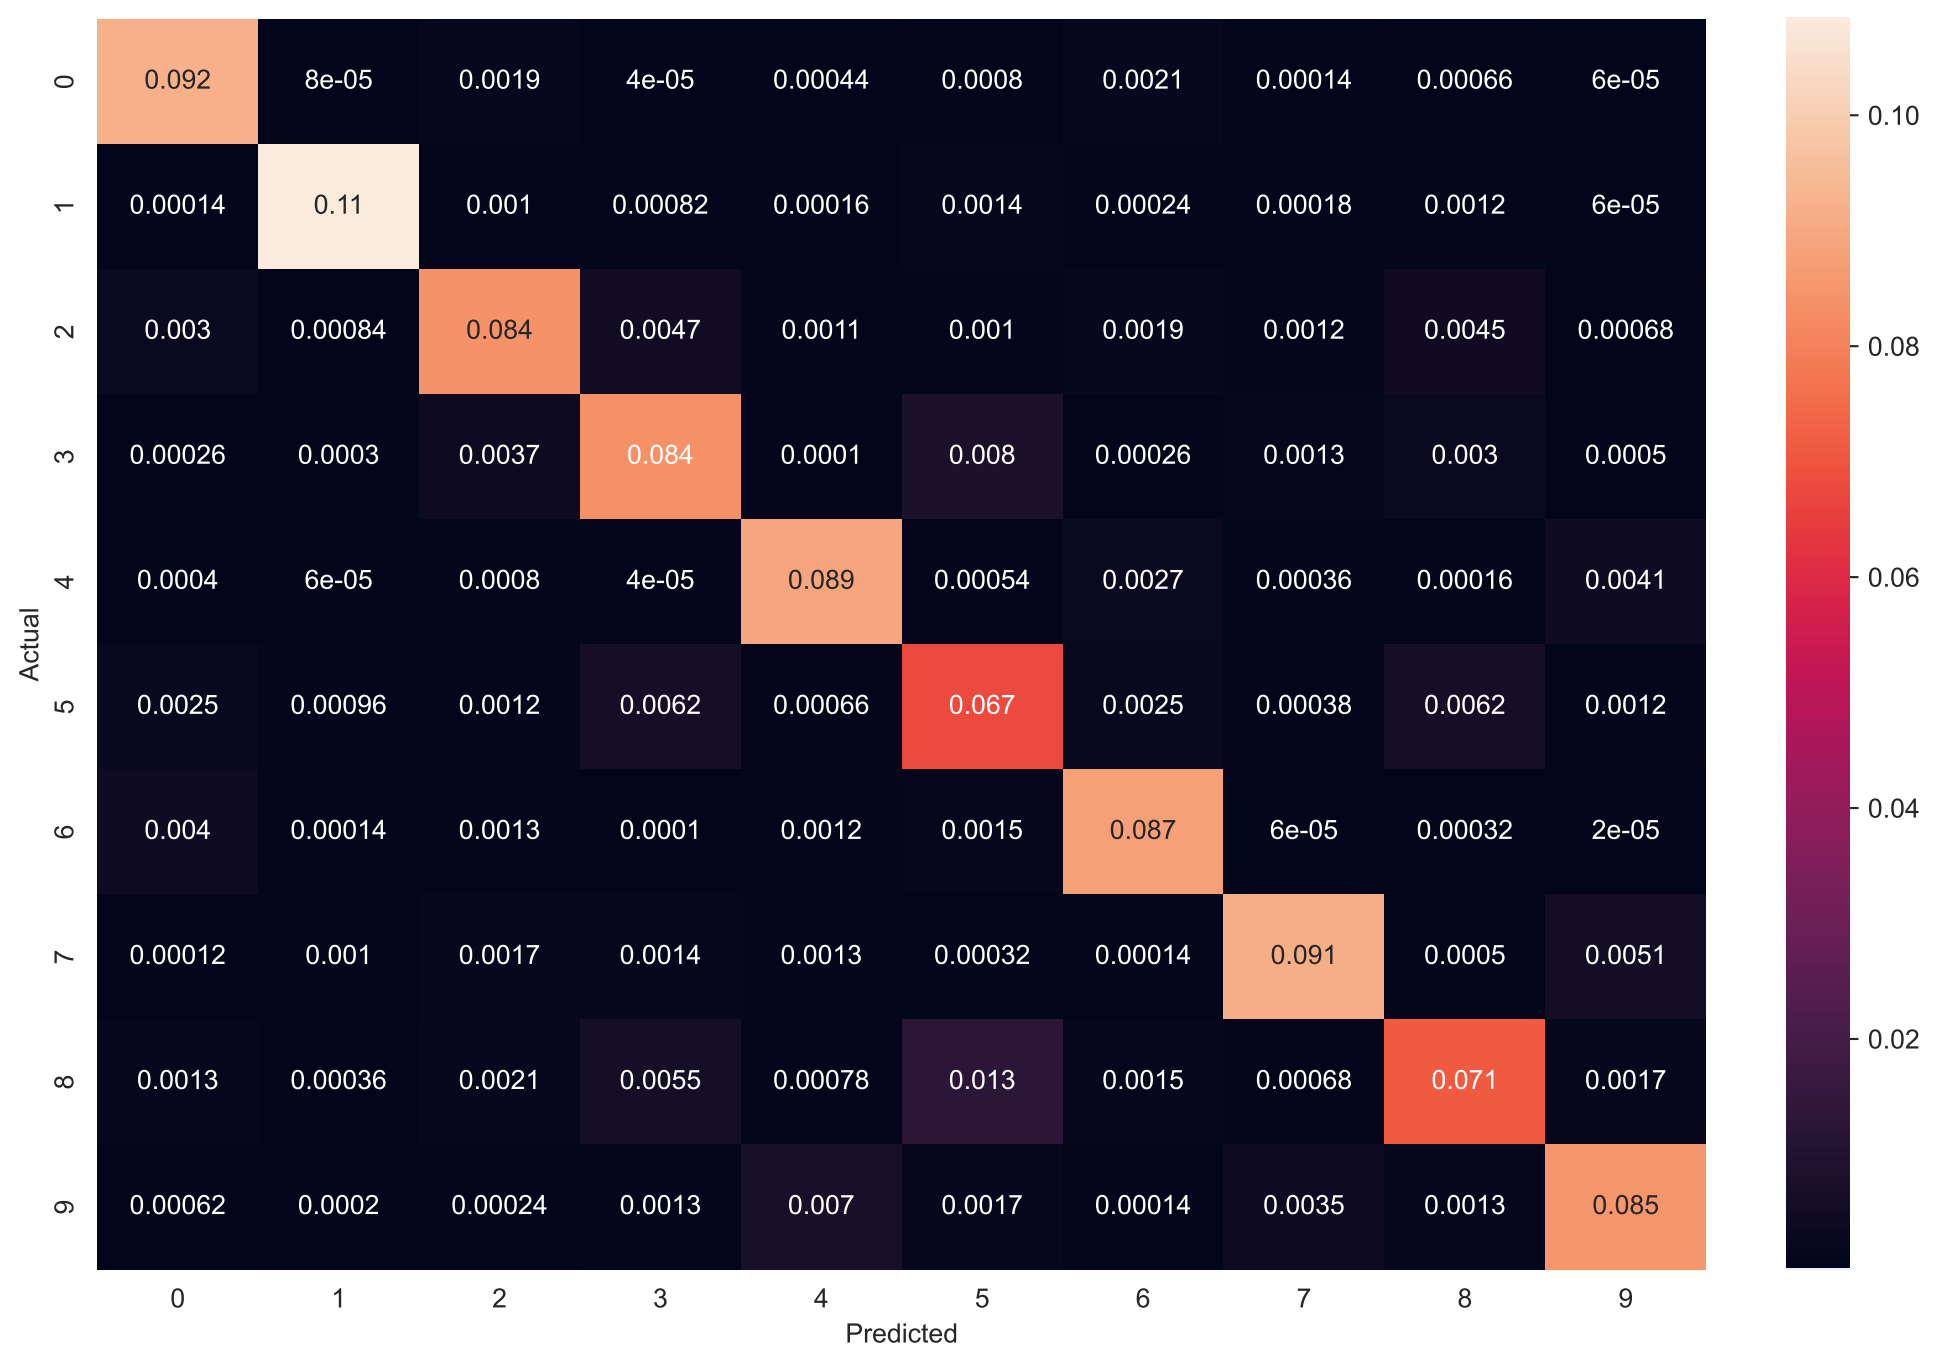 0 0.092 8e-05 0.0019 4e-05 0.00044 0.0008 0.0021 0.00014 0.00066 6e-05
1 0.00014 0.11 0.001 0.00082 0.00016 0.0014 0.00024 0.00018 0.0012 6e-05
2 0.003 0.00084 0.084 0.0047 0.0011 0.001 0.0019 0.0012 0.0045 0.00068
3 0.00026 0.0003 0.0037 0.084 0.0001 0.008 0.00026 0.0013 0.003 0.0005
4 0.0004 6e-05 0.0008 4e-05 0.089 0.00054 0.0027 0.00036 0.00016 0.0041
5 0.0025 0.00096 0.0012 0.0062 0.00066 0.067 0.0025 0.00038 0.0062 0.0012
6 0.004 0.00014 0.0013 0.0001 0.0012 0.0015 0.087 6e-05 0.00032 2e-05
7 0.00012 0.001 0.0017 0.0014 0.0013 0.00032 0.00014 0.091 0.0005 0.0051
8 0.0013 0.00036 0.0021 0.0055 0.00078 0.013 0.0015 0.00068 0.071 0.0017
9 0.00062 0.0002 0.00024 0.0013 0.007 0.0017 0.00014 0.0035 0.0013 0.085
0 1 2 3 4 5 6 7 8 9
Predicted
Actual
0.10
0.08
0.06
0.04
0.02